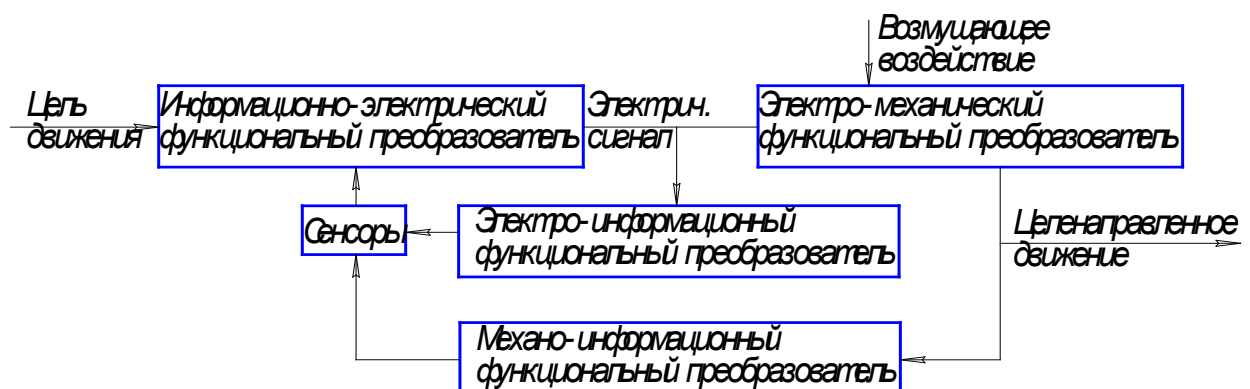 Возмущающее
воздействие
Цель
движения
Информационно-электрический
функциональный преобразователь
Электрич.
сигнал
Электро-механический
функциональный преобразователь
Сенсоры
Электро-информационный
функциональный преобразователь
Целенаправленное
движение
Механо-информационный
функциональный преобразователь